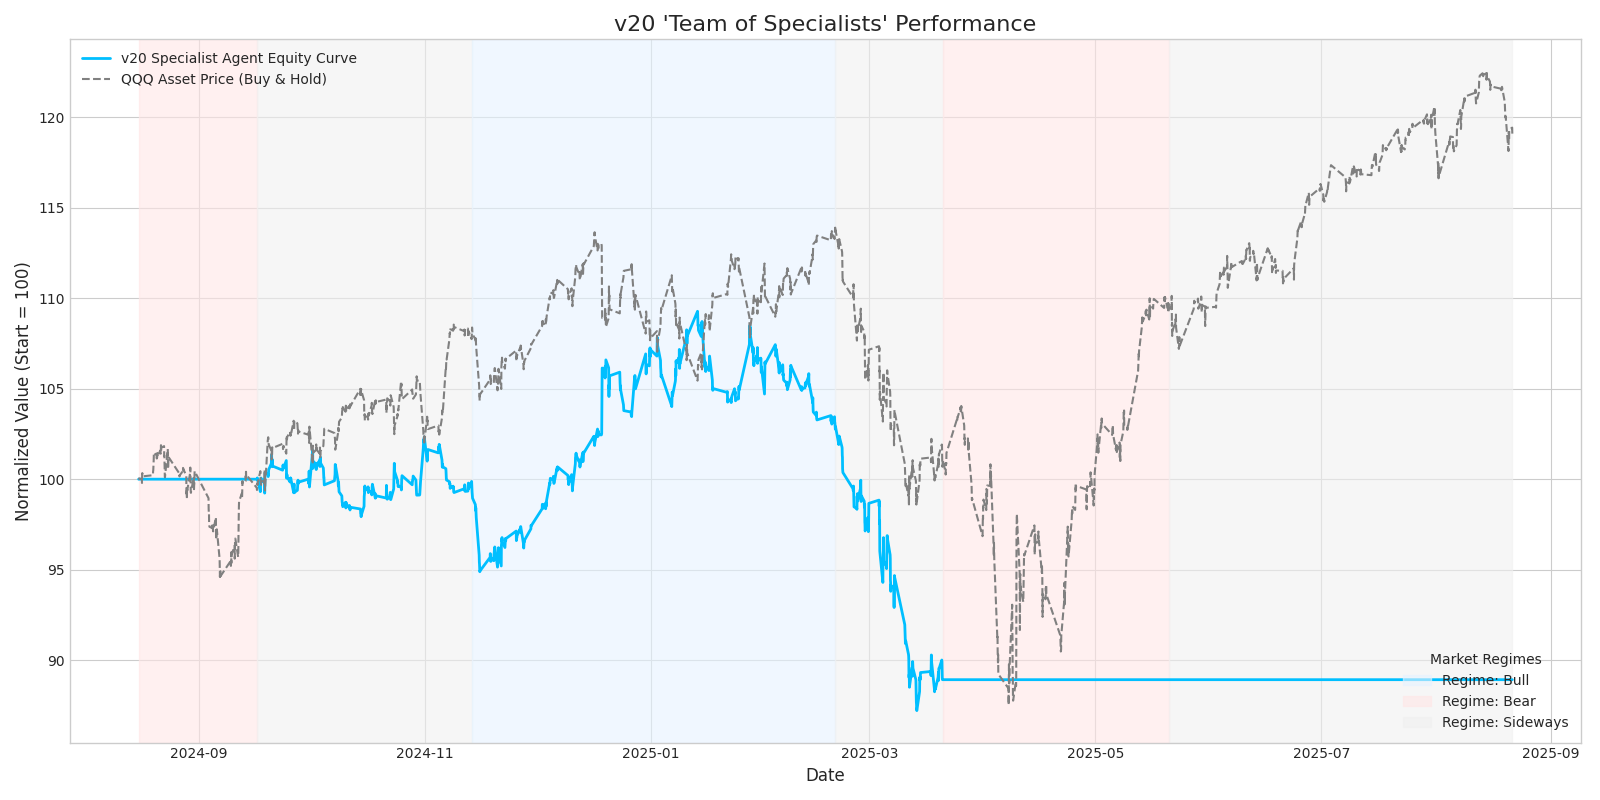 v20 'Team of Specialists' Performance
v20 Specialist Agent Equity Curve
QQQ Asset Price (Buy & Hold)
Normalized Value (Start = 100)
120
115
110
105
100
95
90
Market Regimes
Regime: Bull
Regime: Bear
Regime: Sideways
2024-09
2024-11
2025-01
2025-03
2025-05
2025-07
2025-09
Date